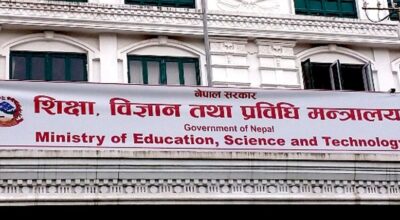 नेपाल सरकार
शिक्षा, विज्ञान तथा प्रविधि मन्त्रालय
Government of Nepal
Ministry of Education, Science and Technology